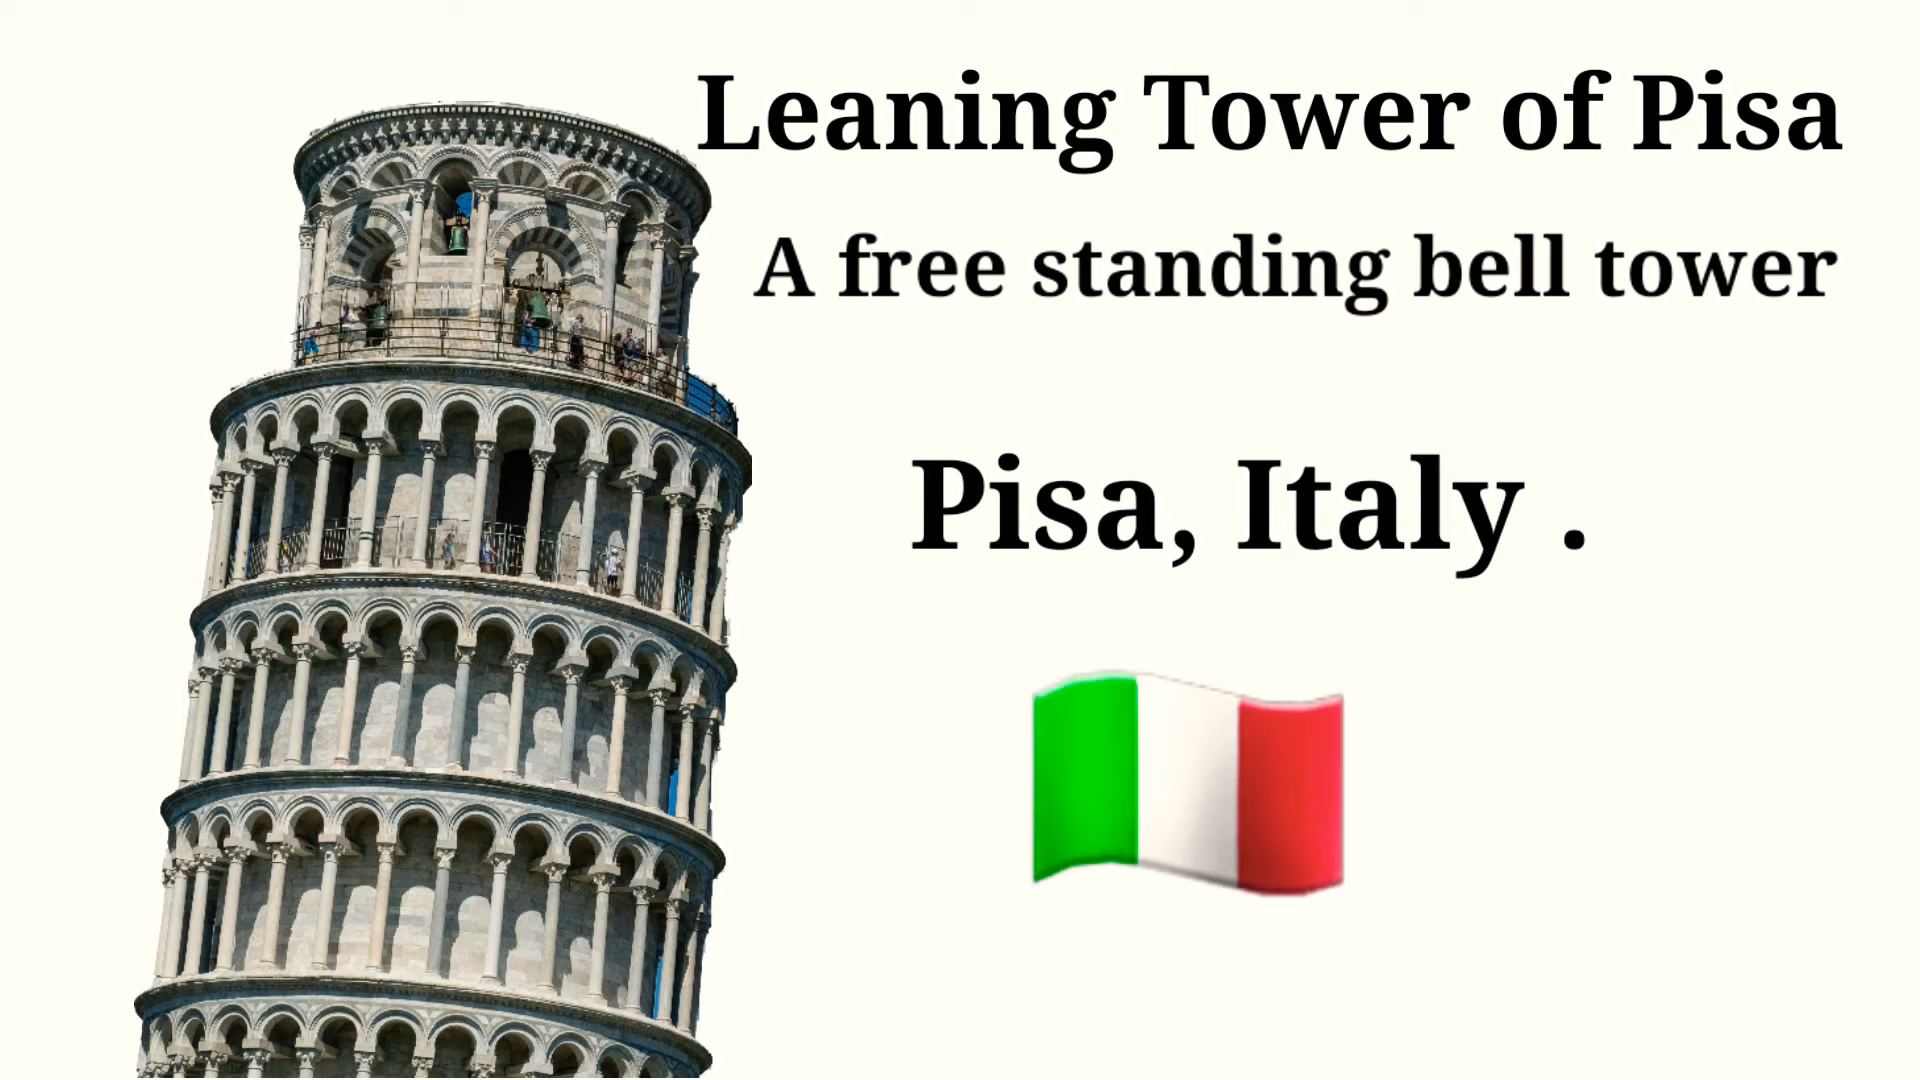 Leaning Tower of Pisa
A free standing bell tower
Pisa, Italy .